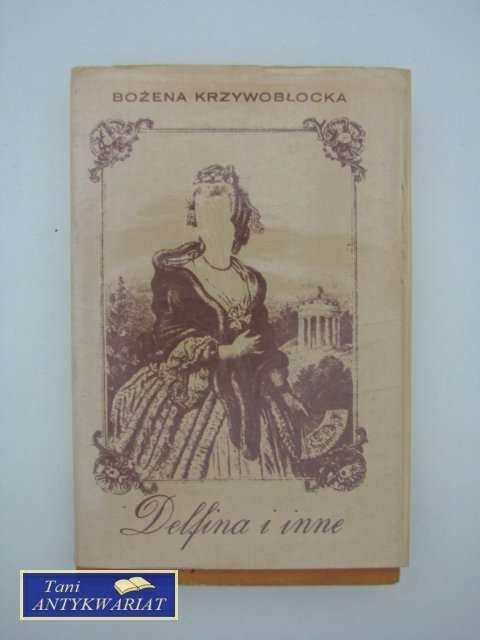 BOŻENA KRZYWOBŁOCKA
Delfina i inne
Tani
ANTYKWARIAT